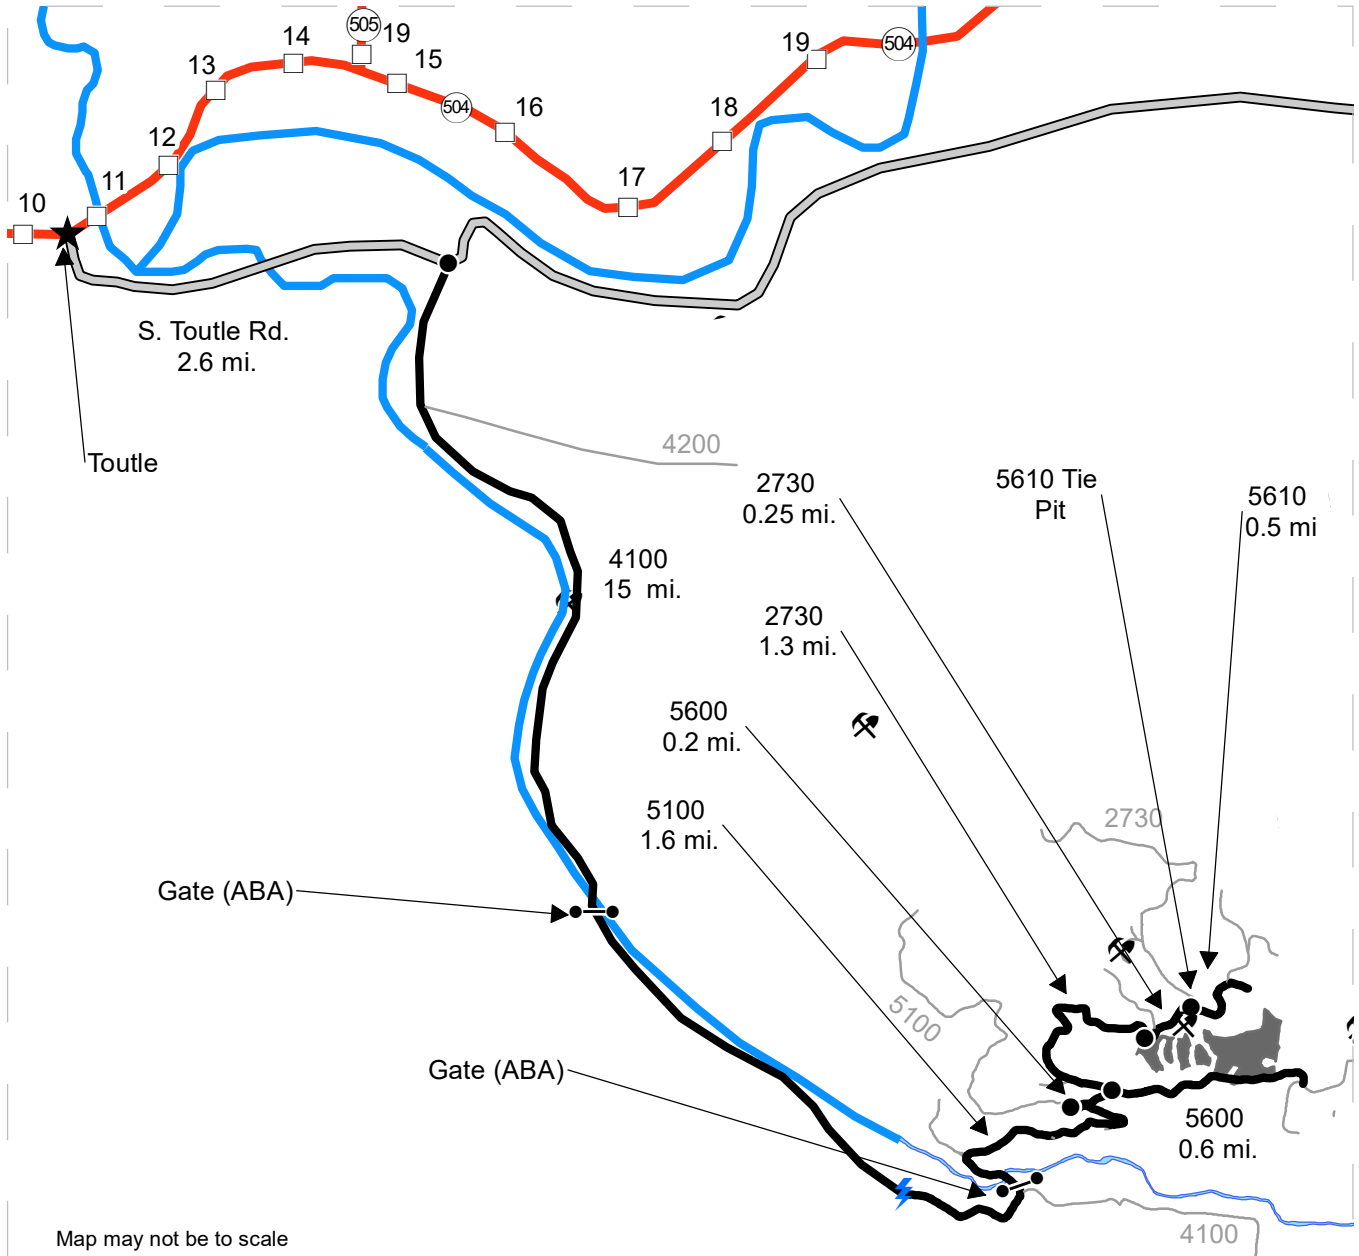 505
19
14
15
13
504
16
12
11
10
17
18
19
504
S. Toutle Rd.
2.6 mi.
Toutle
4200
2730
0.25 mi.
5610 Tie
Pit
5610
0.5 mi
4100
15 mi.
2730
1.3 mi.
5600
0.2 mi.
5100
1.6 mi.
2730
Gate (ABA)
5100
Gate (ABA)
5600
0.6 mi.
4100
Map may not be to scale